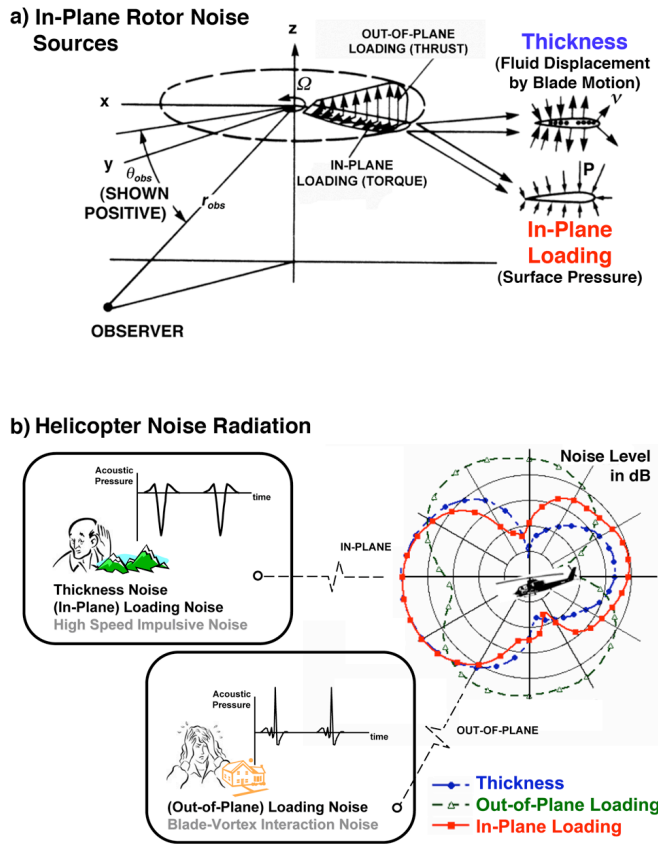 a) In-Plane Rotor Noise
Sources
z
OUT-OF-PLANE
LOADING (THRUST)
Thickness
(Fluid Displacement
by Blade Motion)
Ω
x
ν
y
θobs
(SHOWN
POSITIVE)
IN-PLANE
LOADING (TORQUE)
P
robs
In-Plane
Loading
(Surface Pressure)
OBSERVER
b) Helicopter Noise Radiation
Acoustic
Pressure
time
Noise Level
in dB
IN-PLANE
Thickness Noise
(In-Plane) Loading Noise
High Speed Impulsive Noise
Acoustic
Pressure
time
OUT-OF-PLANE
(Out-of-Plane) Loading Noise
Blade-Vortex Interaction Noise
Thickness
Out-of-Plane Loading
In-Plane Loading